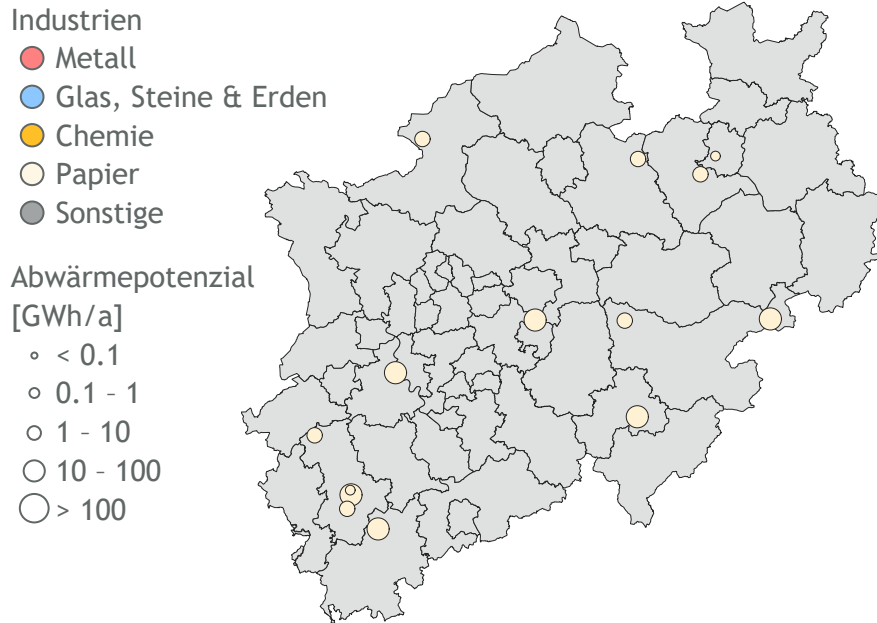 Industrien
Metall
Glas, Steine & Erden
Chemie
Papier
Sonstige
Abwärmepotenzial
[GWh/a]
< 0.1
0.1 – 1
1 – 10
10 – 100
> 100